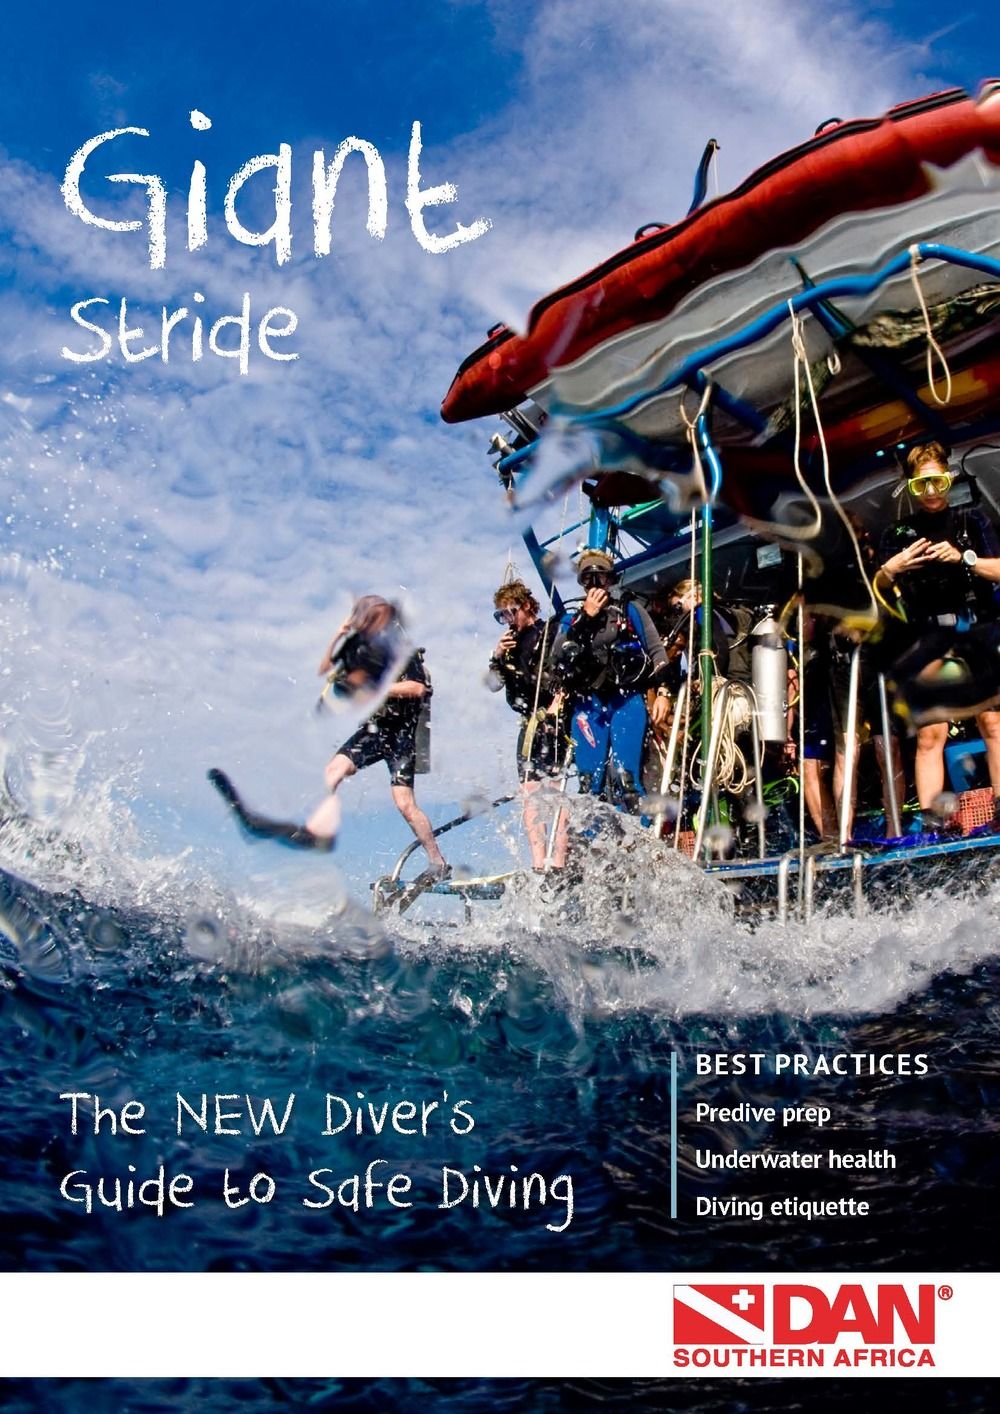 Giant
Stride
The NEW Diver's
Guide to Safe Diving
BEST PRACTICES
Predive prep
Underwater health
Diving etiquette
DAN®
SOUTHERN AFRICA